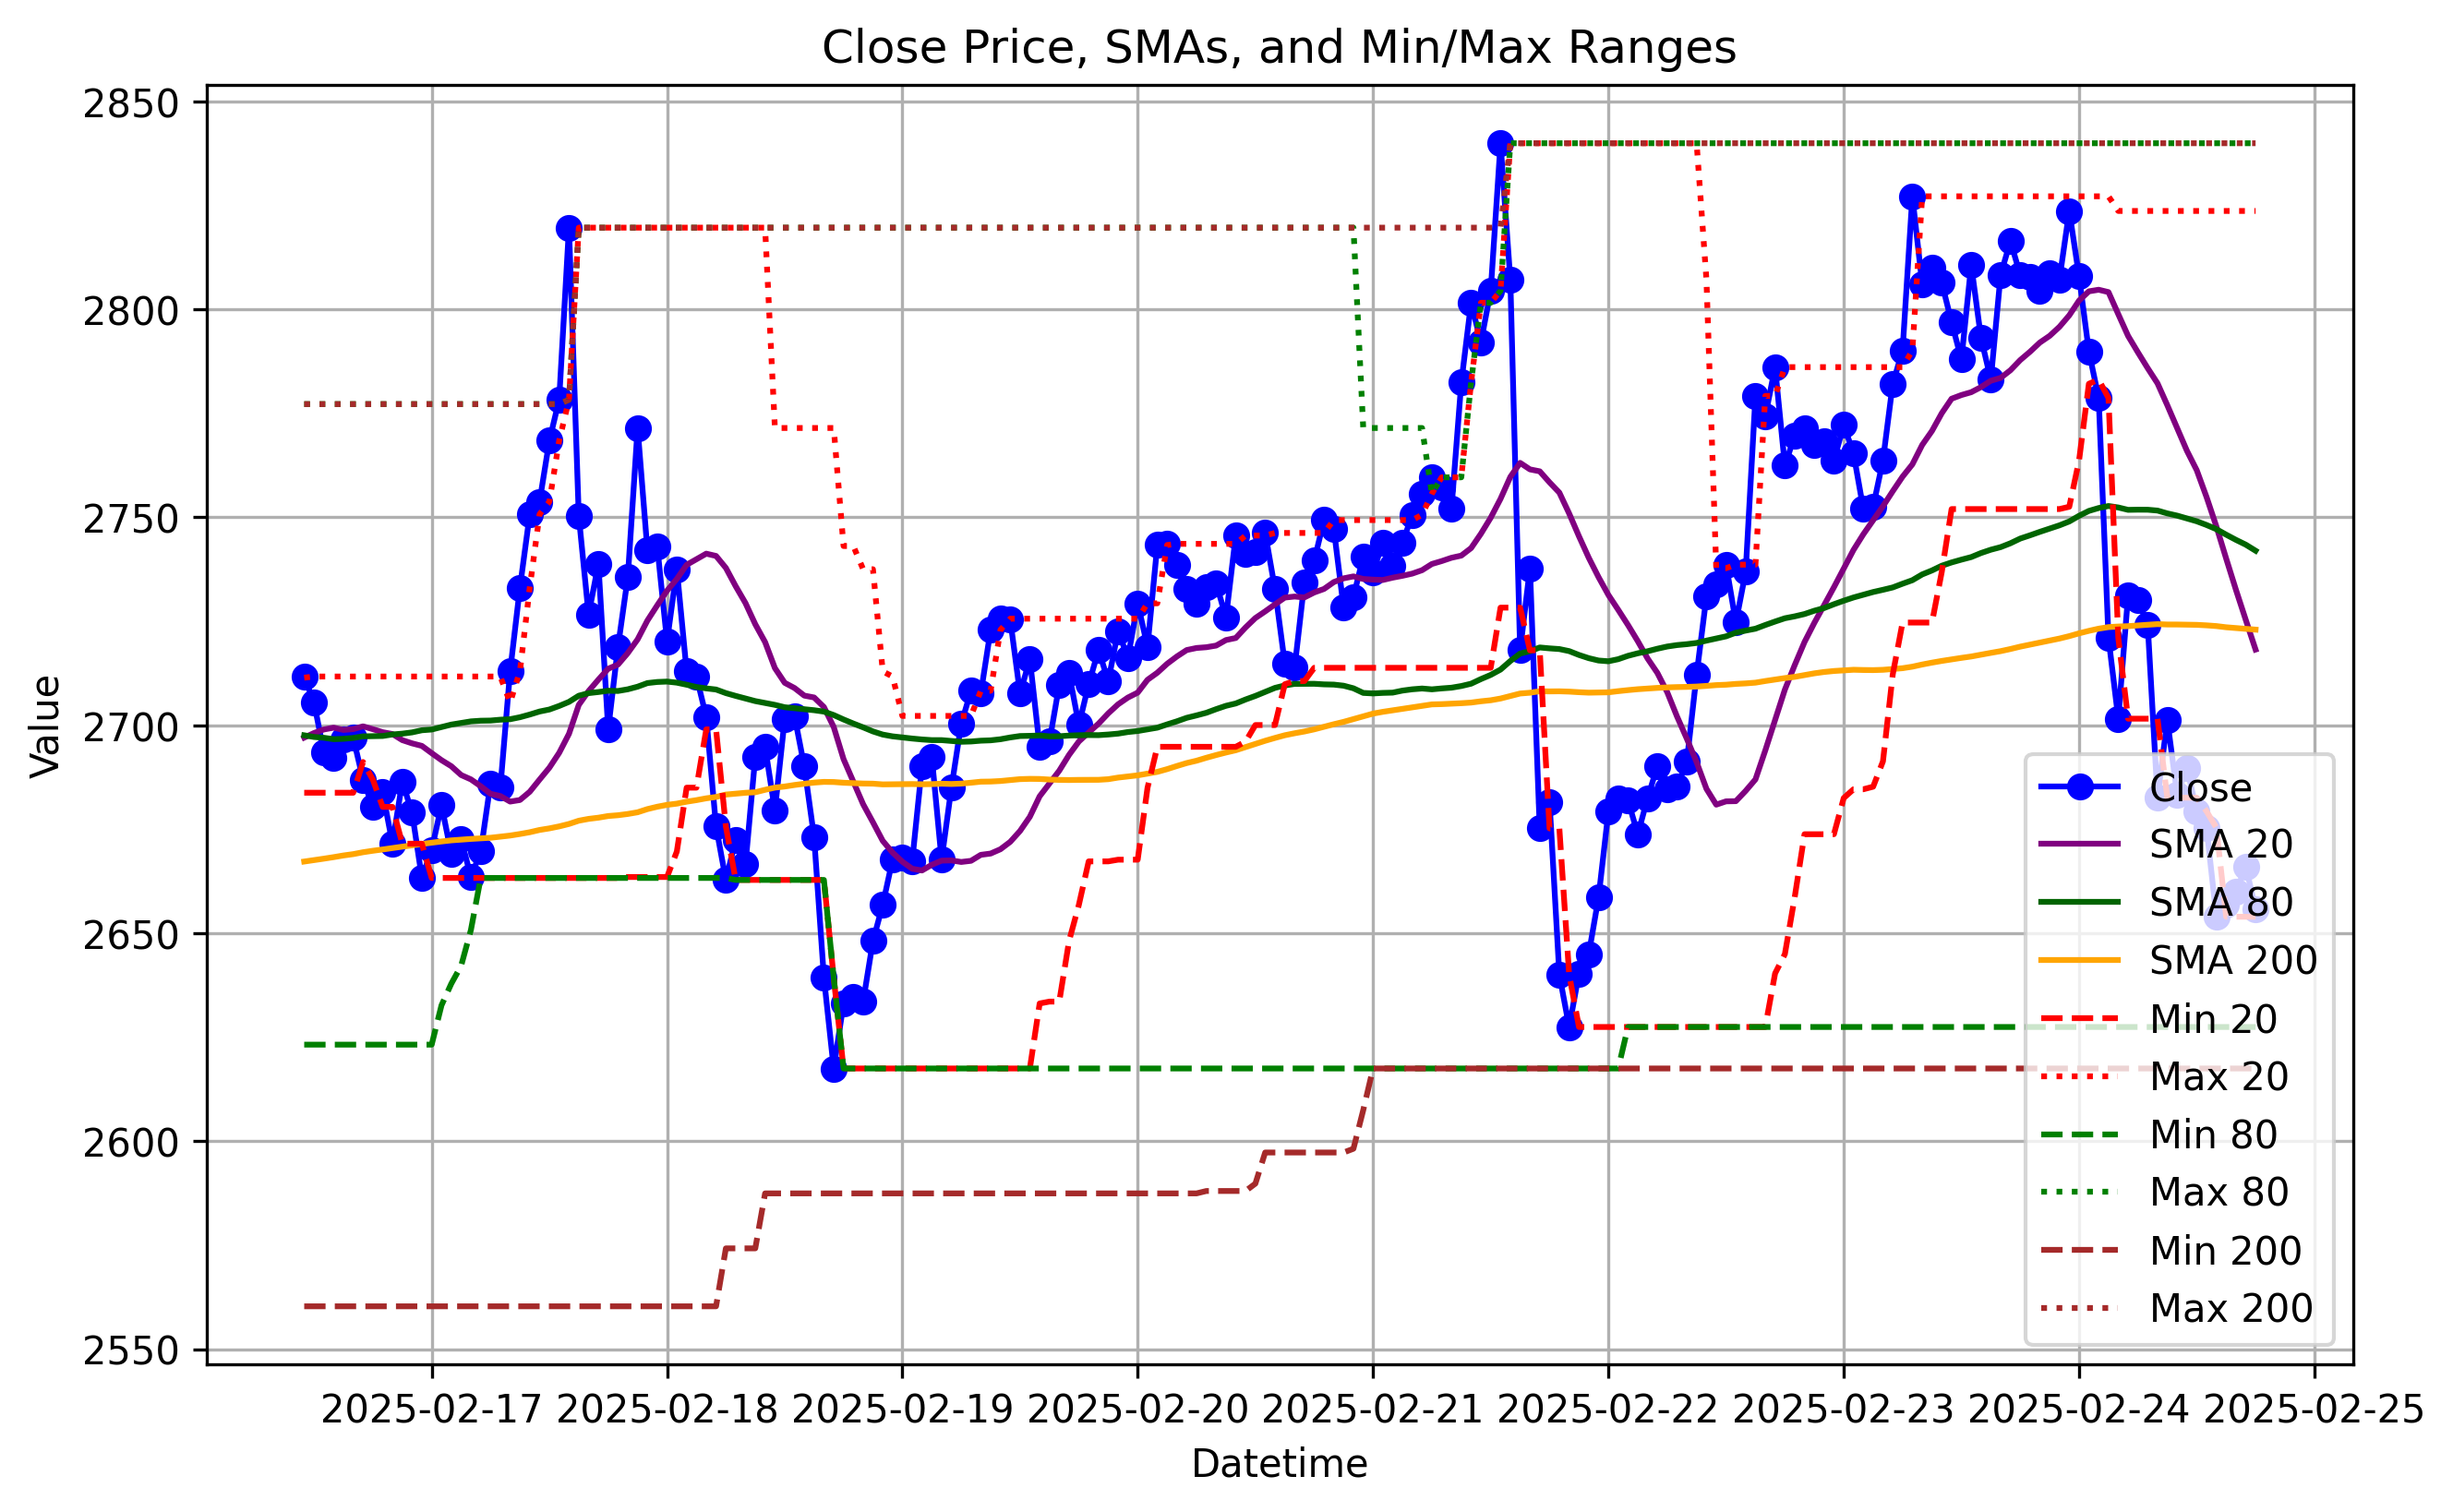 Close Price, SMAs, and Min/Max Ranges
2850
2800
2750
2700
2650
2600
2550
Value
Close
SMA 20
SMA 80
SMA 200
Min 20
Max 20
Min 80
Max 80
Min 200
Max 200
2025-02-17 2025-02-18 2025-02-19 2025-02-20 2025-02-21 2025-02-22 2025-02-23 2025-02-24 2025-02-25
Datetime